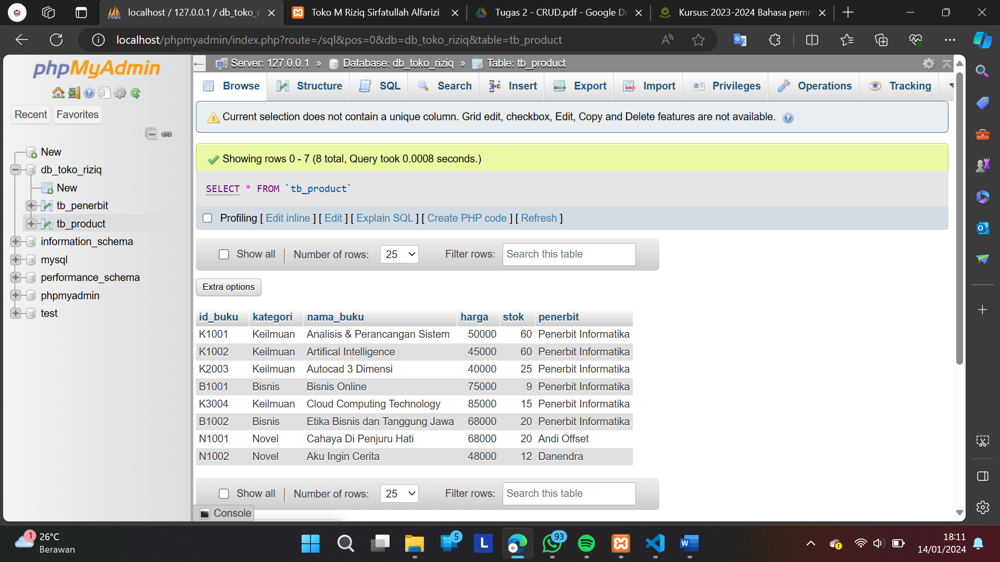 localhost / 127.0.0.1 / db_toko_r
Toko M Riziq Sirfatullah Alfarizi
Tugas 2 - CRUD.pdf - Google Dr
Kursus: 2023-2024 Bahasa pemr
localhost/phpmyadmin/index.php?route=/sql&pos=0&db=db_toko_riziq&table=tb_product
phpMyAdmin
Recent
Favorites
New
db_toko_riziq
New
tb_penerbit
tb_product
information_schema
mysql
performance_schema
phpmyadmin
test
Server: 127.0.0.1 » Database: db_toko_riziq » Table: tb_product
Browse Structure SQL Search Insert Export Import Privileges Operations Tracking
Current selection does not contain a unique column. Grid edit, checkbox, Edit, Copy and Delete features are not available.
Showing rows 0 - 7 (8 total, Query took 0.0008 seconds.)
SELECT * FROM `tb_product`
Profiling [ Edit inline ] [ Edit ] [ Explain SQL ] [ Create PHP code ] [ Refresh ]
Show all | Number of rows: 25 Filter rows: Search this table
Extra options
id_buku kategori nama_buku harga stok penerbit
K1001 Keilmuan Analisis & Perancangan Sistem 50000 60 Penerbit Informatika
K1002 Keilmuan Artifical Intelligence 45000 60 Penerbit Informatika
K2003 Keilmuan Autocad 3 Dimensi 40000 25 Penerbit Informatika
B1001 Bisnis Bisnis Online 75000 9 Penerbit Informatika
K3004 Keilmuan Cloud Computing Technology 85000 15 Penerbit Informatika
B1002 Bisnis Etika Bisnis dan Tanggung Jawa 68000 20 Penerbit Informatika
N1001 Novel Cahaya Di Penjuru Hati 68000 20 Andi Offset
N1002 Novel Aku Ingin Cerita 48000 12 Danendra
Show all | Number of rows: 25 Filter rows: Search this table
Console
1
26°C
Berawan
5
L
93
W
18:11
14/01/2024